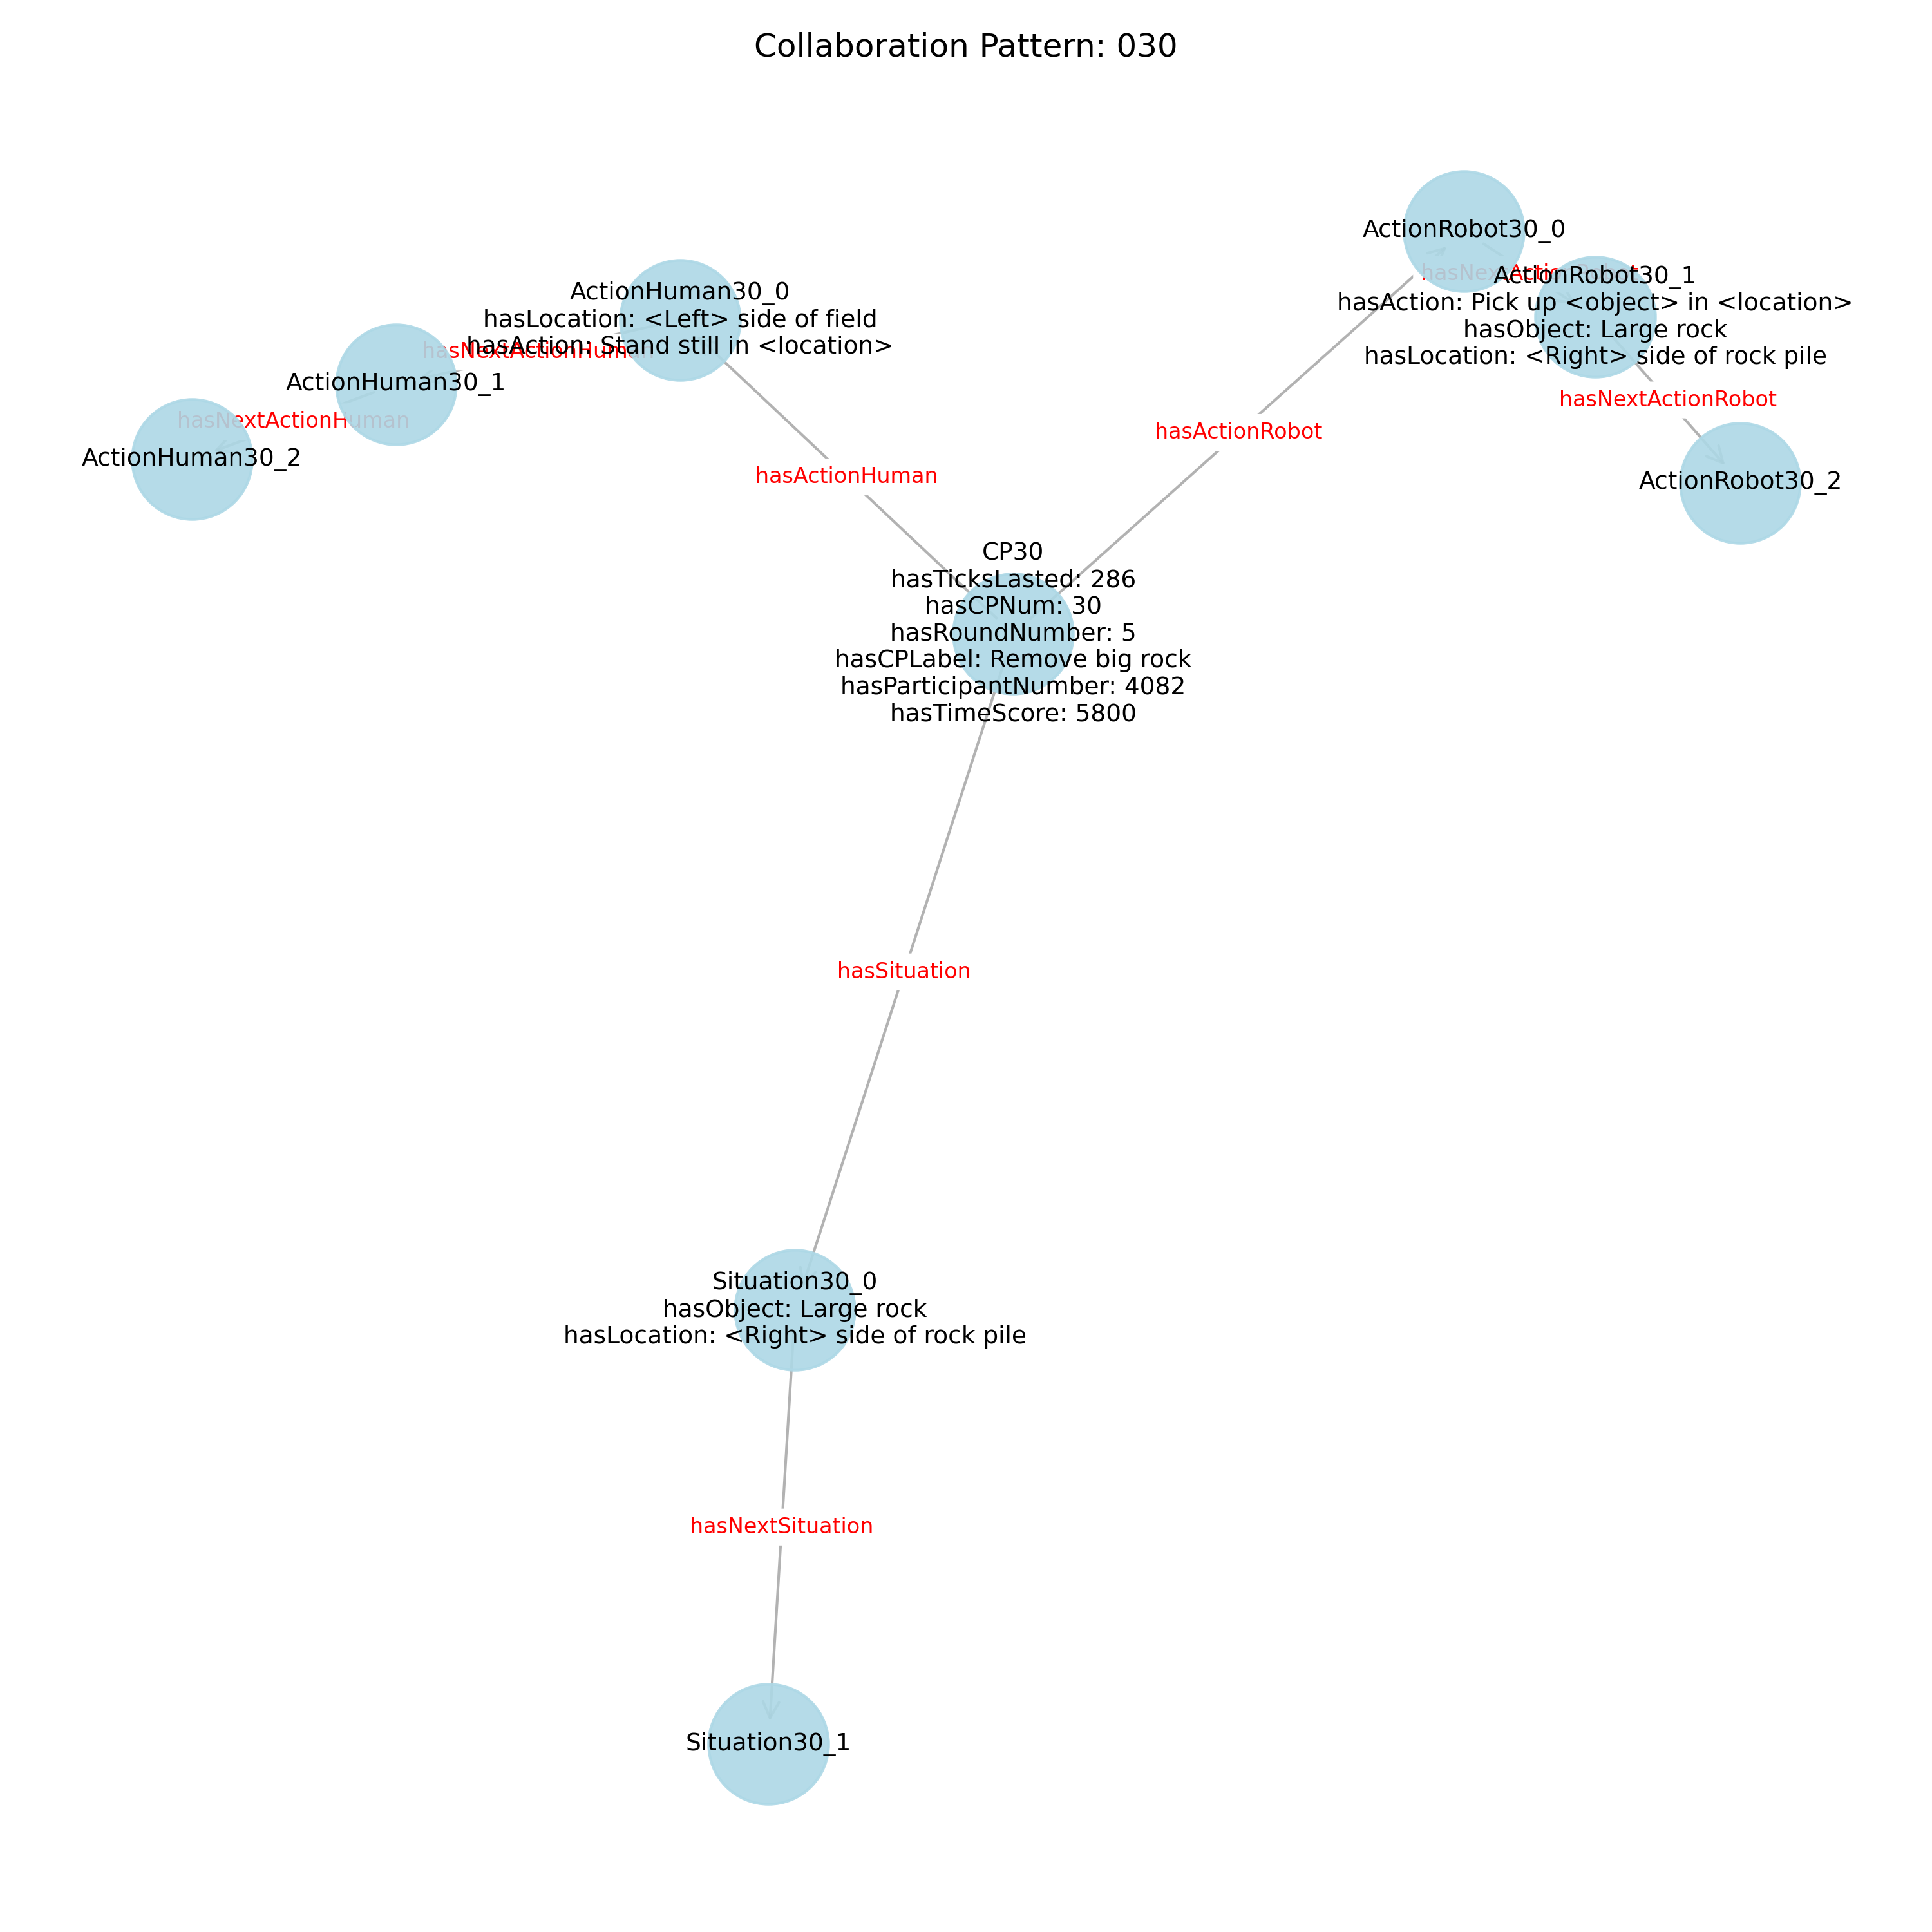 Collaboration Pattern: 030
ActionRobot30_0
hasNextActionRobot
ActionRobot30_1
hasAction: Pick up <object> in <location>
hasObject: Large rock
hasLocation: <Right> side of rock pile
ActionHuman30_0
hasLocation: <Left> side of field
hasAction: Stand still in <location>
hasNextActionHuman
ActionHuman30_1
hasNextActionRobot
hasNextActionHuman
hasActionRobot
ActionHuman30_2
hasActionHuman
ActionRobot30_2
CP30
hasTicksLasted: 286
hasCPNum: 30
hasRoundNumber: 5
hasCPLabel: Remove big rock
hasParticipantNumber: 4082
hasTimeScore: 5800
hasSituation
Situation30_0
hasObject: Large rock
hasLocation: <Right> side of rock pile
hasNextSituation
Situation30_1